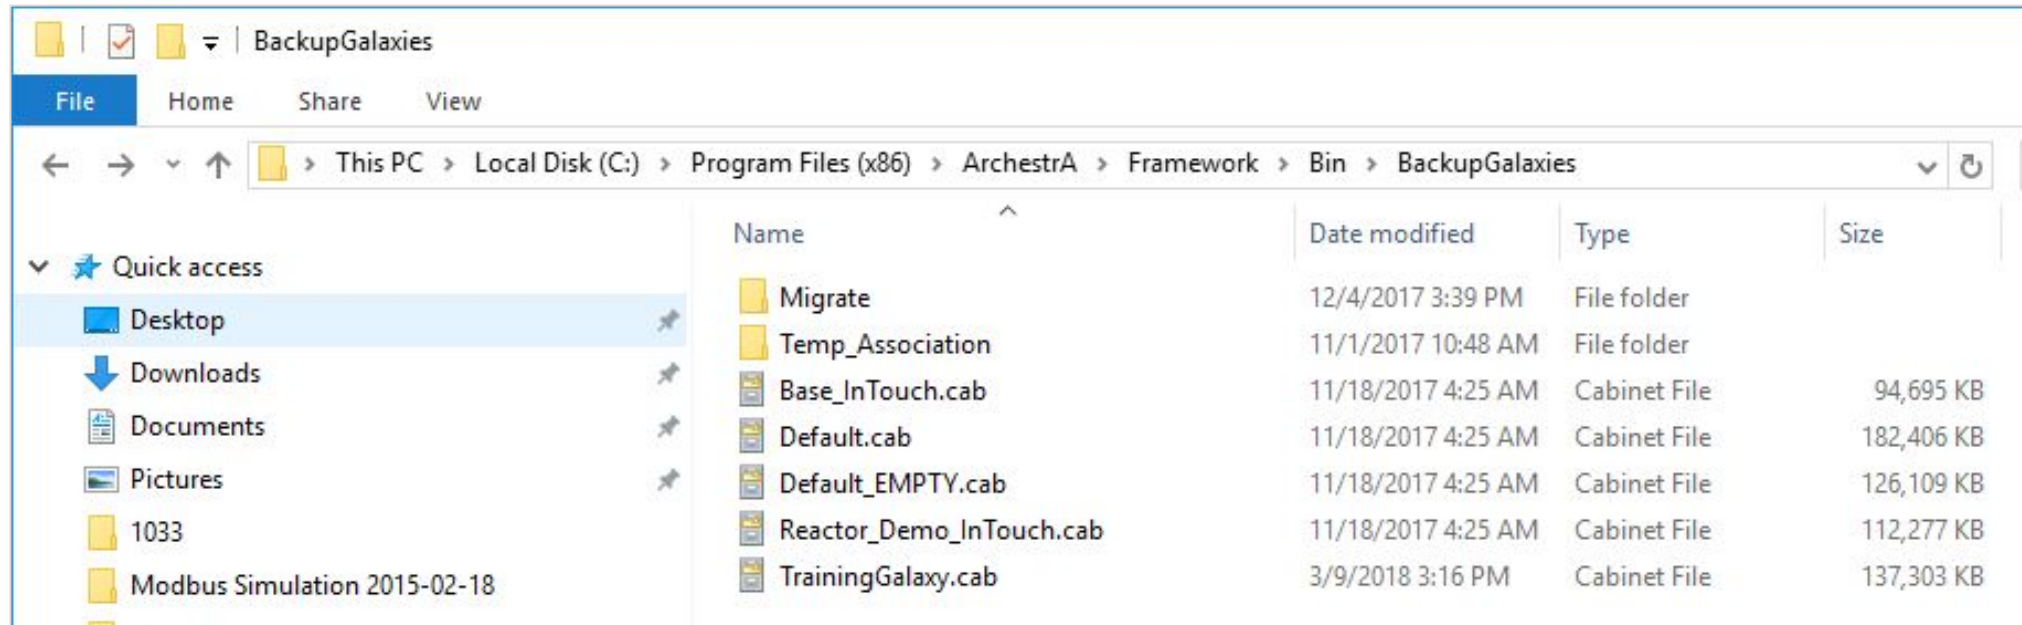 BackupGalaxies
File Home Share View
This PC > Local Disk (C:) > Program Files (x86) > ArchestrA > Framework > Bin > BackupGalaxies
Name Date modified Type Size
Quick access
Desktop
Downloads
Documents
Pictures
1033
Modbus Simulation 2015-02-18
Migrate 12/4/2017 3:39 PM File folder
Temp_Association 11/1/2017 10:48 AM File folder
Base_InTouch.cab 11/18/2017 4:25 AM Cabinet File 94,695 KB
Default.cab 11/18/2017 4:25 AM Cabinet File 182,406 KB
Default_EMPTY.cab 11/18/2017 4:25 AM Cabinet File 126,109 KB
Reactor_Demo_InTouch.cab 11/18/2017 4:25 AM Cabinet File 112,277 KB
TrainingGalaxy.cab 3/9/2018 3:16 PM Cabinet File 137,303 KB